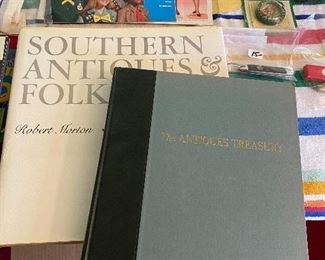 SOUTHERN
ANTIQUES &
FOLK
Robert Morton
The ANTIQUES TREASURY